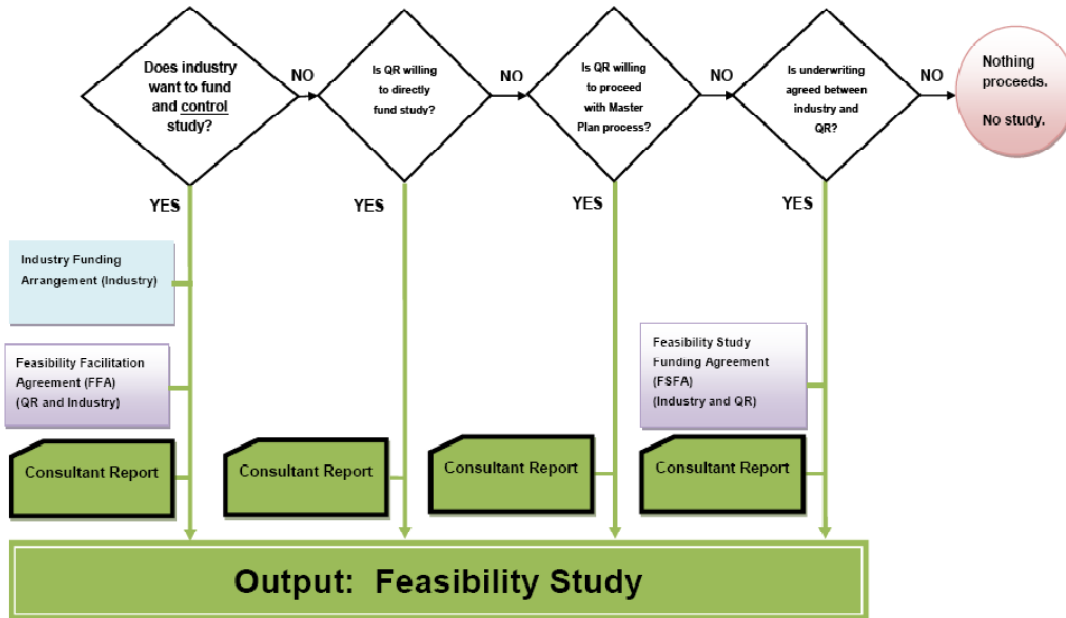 Does industry
want to fund
and control
study?
NO
Is QR willing
to directly
fund study?
NO
Is QR willing
to proceed
with Master
Plan process?
NO
Is underwriting
agreed between
industry and
QR?
NO
Nothing
proceeds.
No study.
YES
YES
YES
YES
Industry Funding
Arrangement (Industry)
Feasibility Facilitation
Agreement (FFA)
(QR and Industry)
Feasibility Study
Funding Agreement
(FSFA)
(Industry and QR)
Consultant Report
Consultant Report
Consultant Report
Consultant Report
Output: Feasibility Study